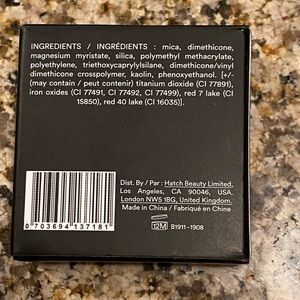 INGREDIENTS / INGRÉDIENTS : mica, dimethicone,
magnesium myristate, silica, polymethyl methacrylate,
polyethylene, triethoxycaprylylsilane, dimethicone/vinyl
dimethicone crosspolymer, kaolin, phenoxyethanol. [+/-
(may contain / peut contenir) titanium dioxide (CI 77891),
iron oxides (CI 77491, CI 77492, CI 77499), red 7 lake (CI
15850), red 40 lake (CI 16035)].
Dist. By / Par : Hatch Beauty Limited,
Los Angeles, CA 90046, USA,
London NW5 1BG, United Kingdom.
Made in China / Fabriqué en Chine
12M B1911-1908
0 703694 137181